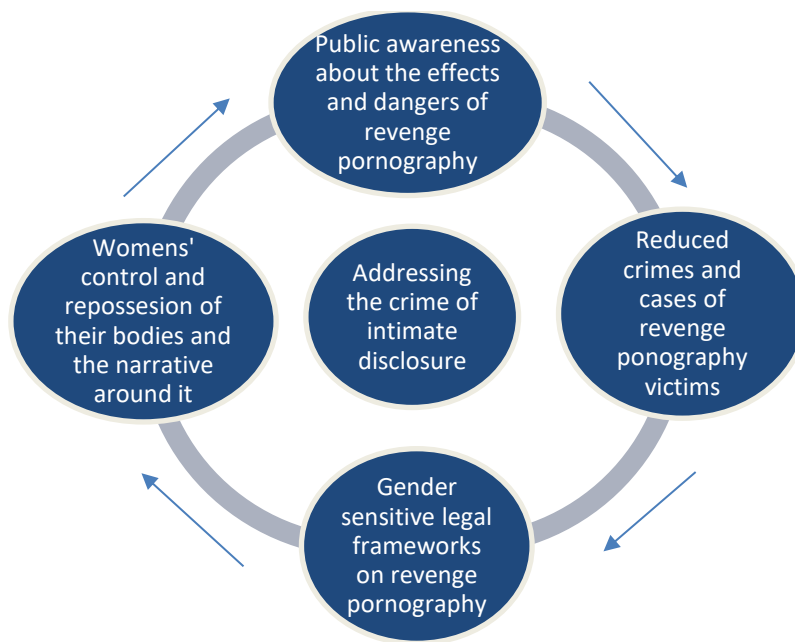 Public awareness
about the effects
and dangers of
revenge
pornography
Womens'
control and
repossesion of
their bodies and
the narrative
around it
Addressing
the crime of
intimate
disclosure
Reduced
crimes and
cases of
revenge
ponography
victims
Gender
sensitive legal
frameworks
on revenge
pornography